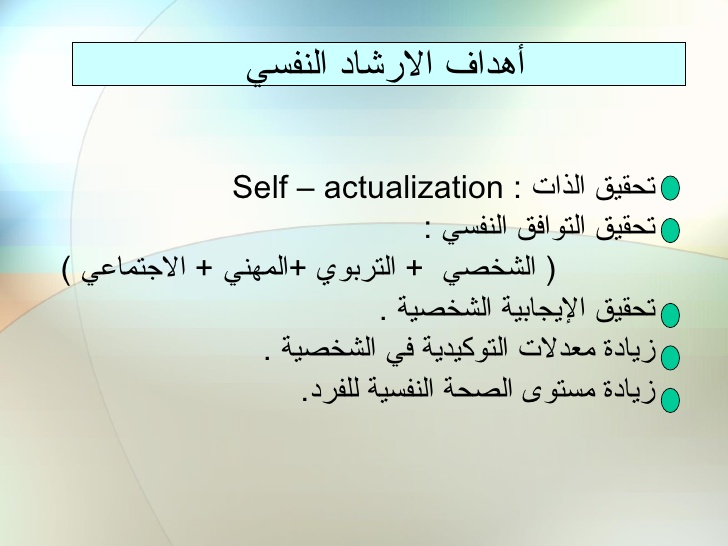 أهداف الارشاد النفسي
تحقيق الذات : Self – actualization
تحقيق التوافق النفسي :
( الشخصي + التربوي +المهني + الاجتماعي )
تحقيق الإيجابية الشخصية .
زيادة معدلات التوكيدية في الشخصية .
زيادة مستوى الصحة النفسية للفرد.